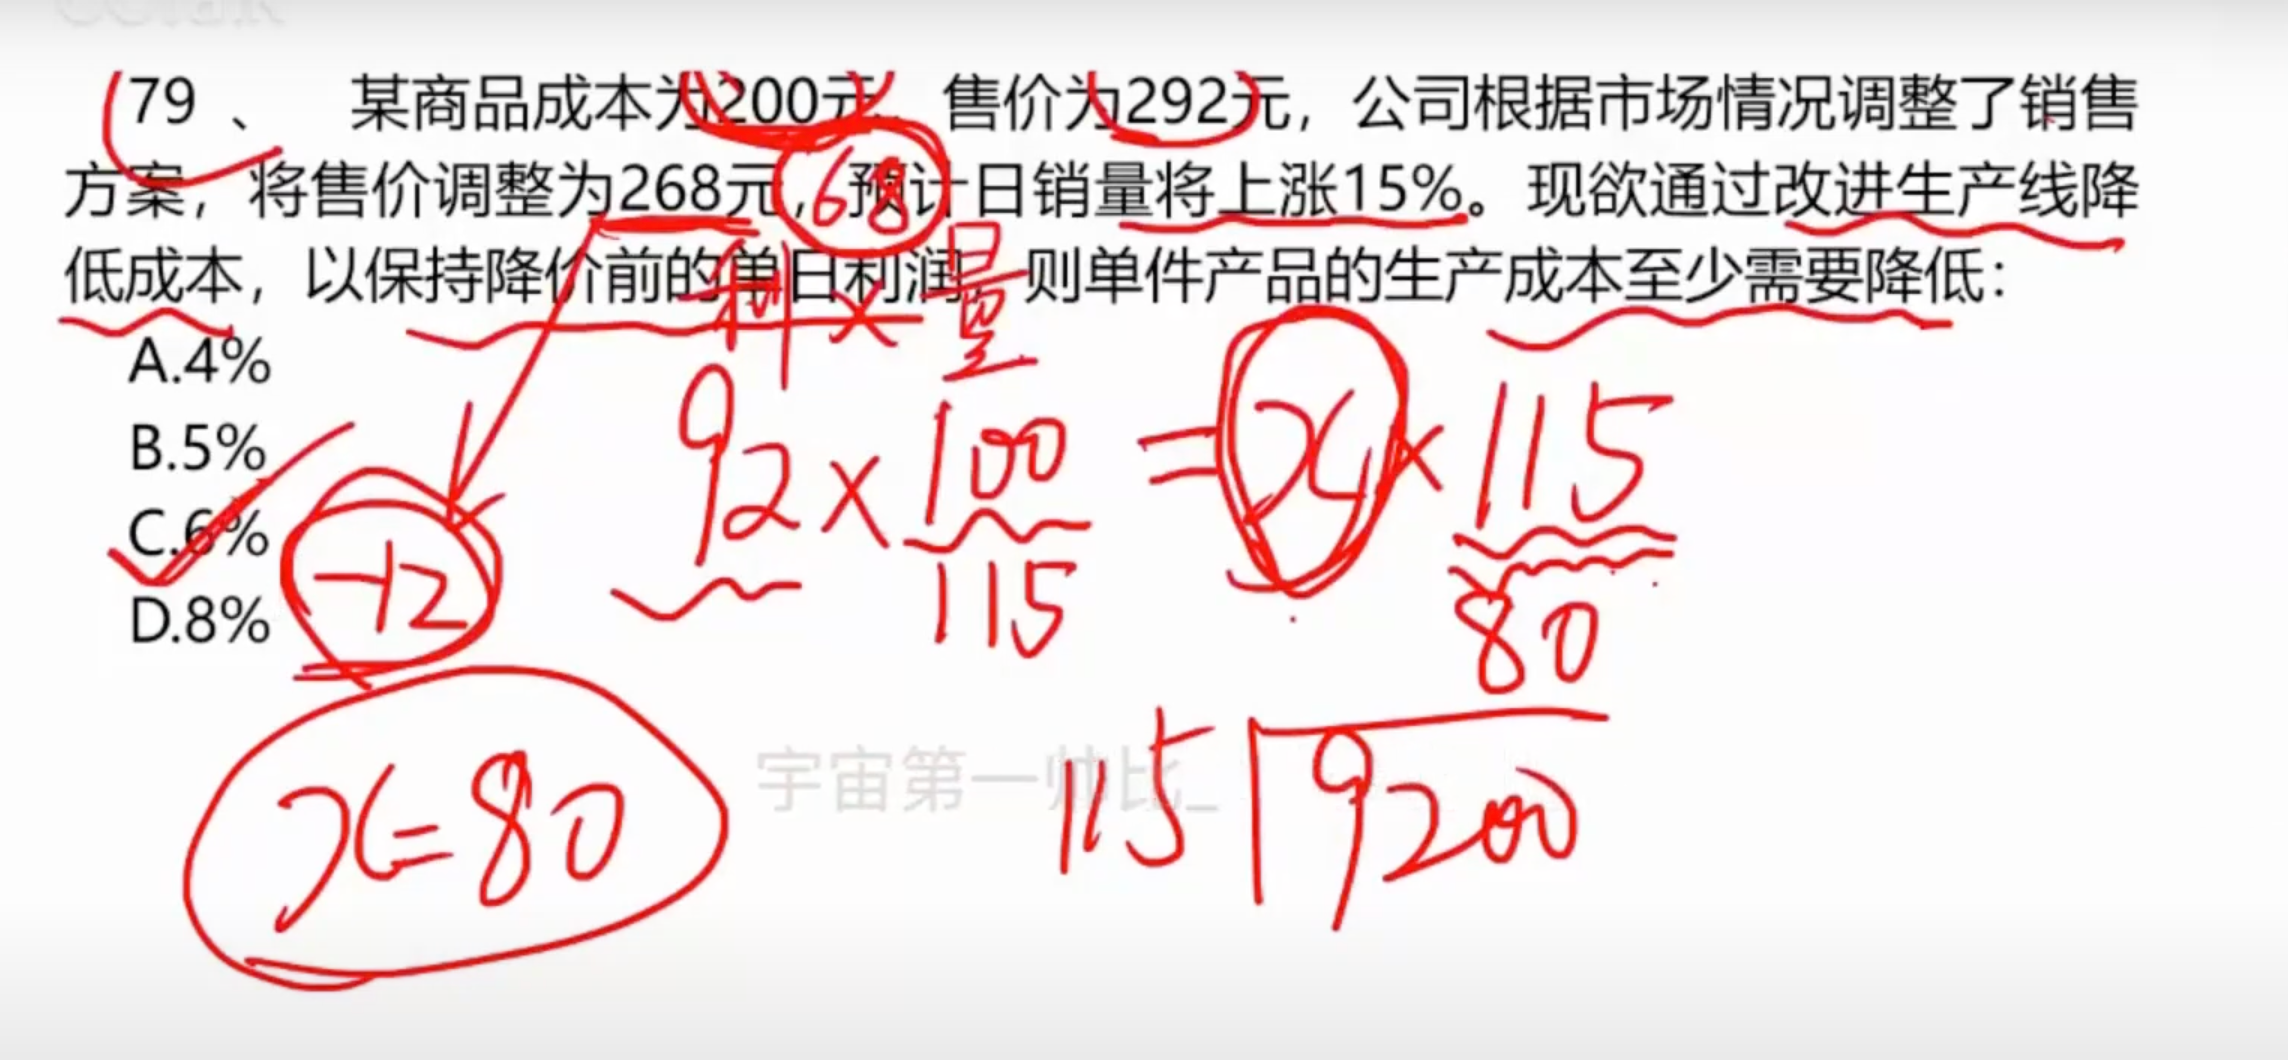 79、 某商品成本为200元、售价为292元，公司根据市场情况调整了销售
方案，将售价调整为268元，预计日销量将上涨15%。现欲通过改进生产线降
低成本，以保持降价前的单日利润，则单件产品的生产成本至少需要降低：
A.4%
B.5%
C.6%
D.8%
68
利×量
92×100=x×115
115
80
-12
x=80
115 9200
宇宙第一帅比_